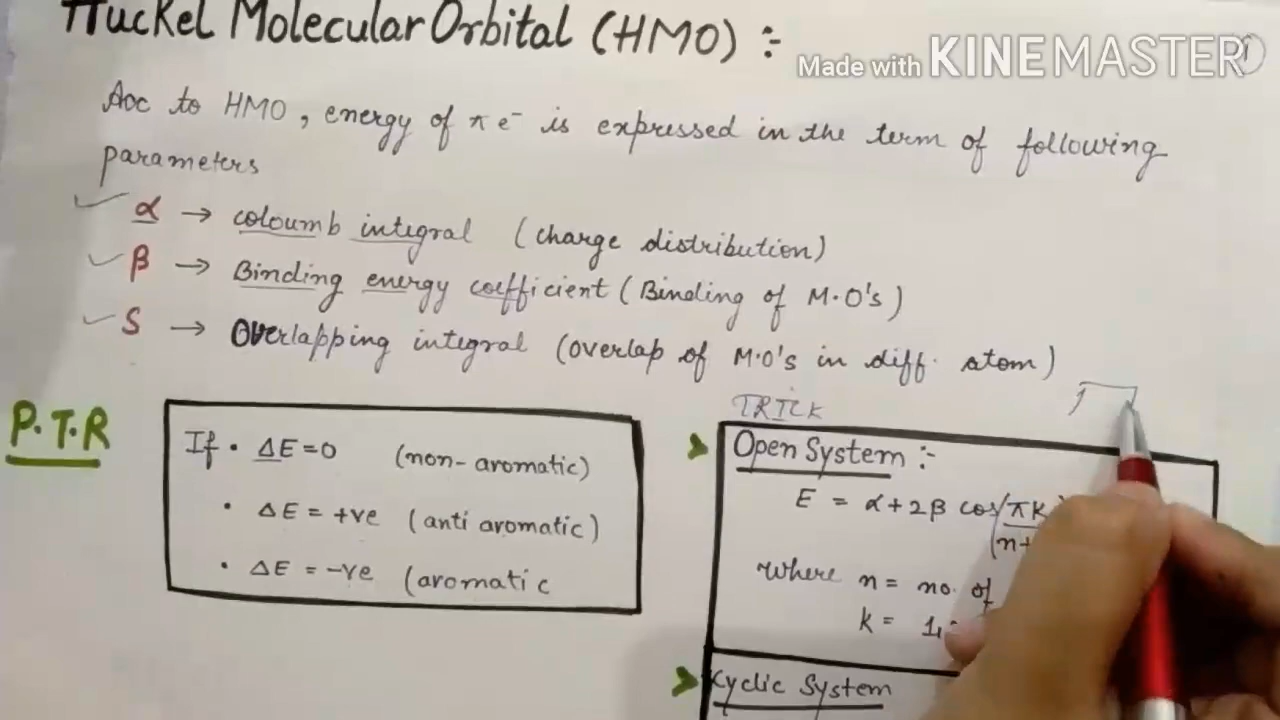 Huckel Molecular Orbital (HMO) :-
Made with KINEMASTER
Acc to HMO, energy of π e⁻ is expressed in the term of following
parameters
α → coloumb integral (charge distribution)
β → Binding energy coefficient (Binding of M.O's)
S → Overlapping integral (overlap of M.O's in diff. atom)
P.T.R
If • ΔE = 0 (non-aromatic)
• ΔE = +ve (anti aromatic)
• ΔE = -ve (aromatic
TRICK
Open System :-
E = α + 2β cos (πk
(n+
where n = no. of
k = 1,
Cyclic System